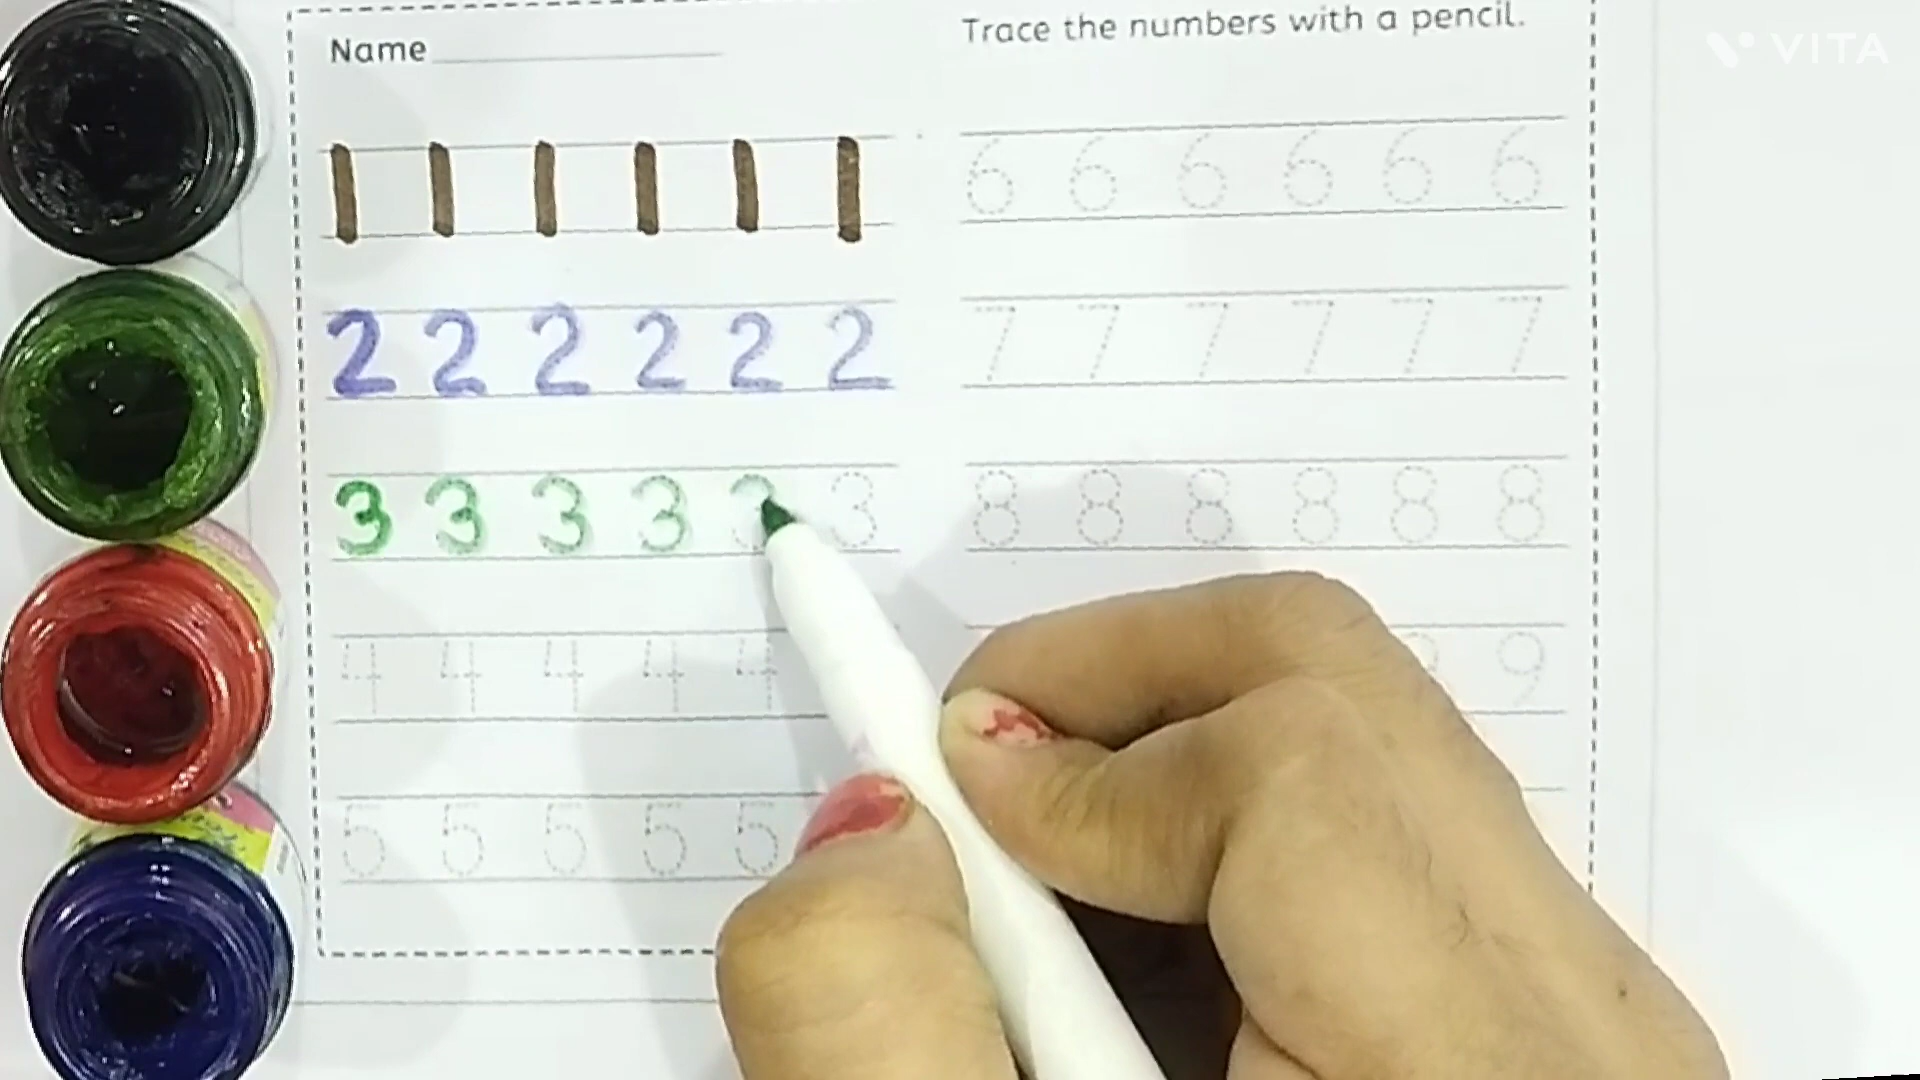 Name
Trace the numbers with a pencil.
1 1 1 1 1 1
2 2 2 2 2 2
3 3 3 3 3 3
4 4 4 4 4
5 5 5 5 5
6 6 6 6 6 6
7 7 7 7 7 7
8 8 8 8 8 8
9
VITA